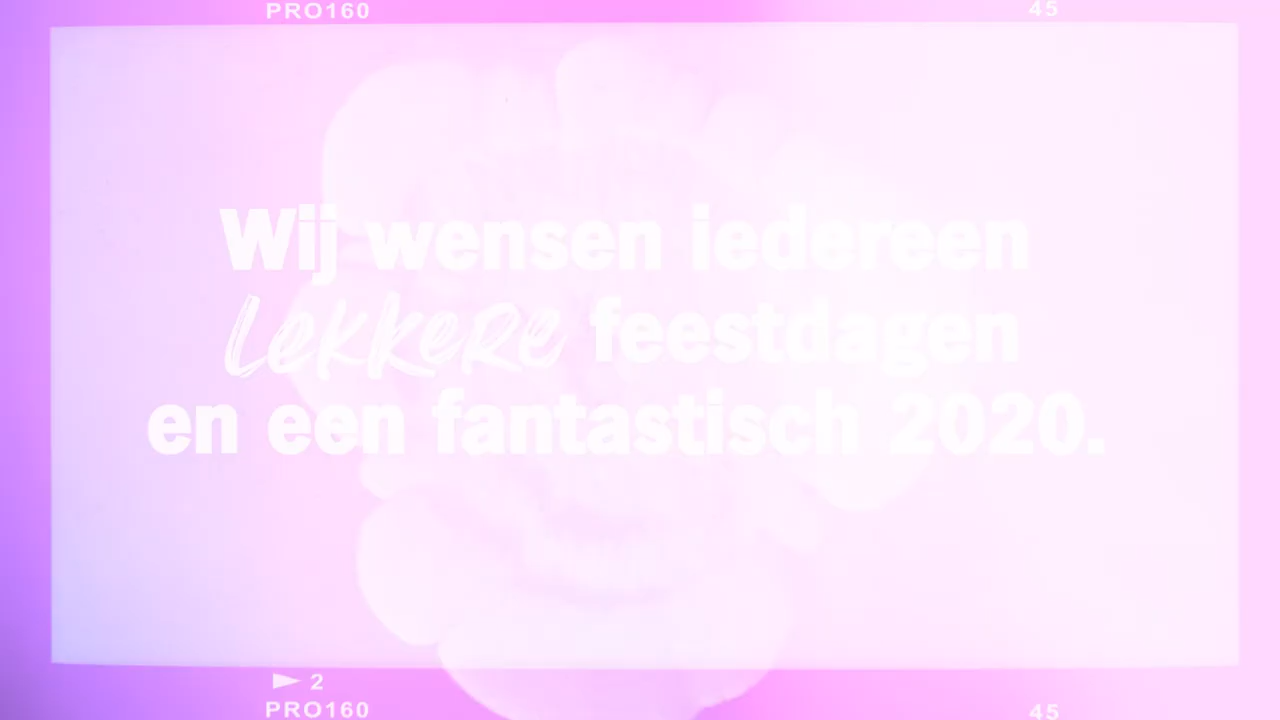 PRO160 45
Wij wensen iedereen
Lekkere feestdagen
en een fantastisch 2020.
► 2
PRO160 45